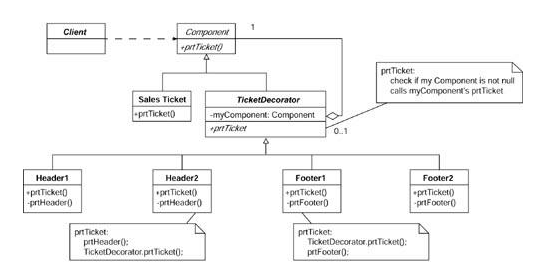 Client
Component
+prtTicket()
1
prtTicket:
check if my Component is not null
calls myComponent's prtTicket
Sales Ticket
+prtTicket()
TicketDecorator
-myComponent: Component
+prtTicket
0..1
Header1
+prtTicket()
-prtHeader()
Header2
+prtTicket()
-prtHeader()
Footer1
+prtTicket()
-prtFooter()
Footer2
+prtTicket()
-prtFooter()
prtTicket:
prtHeader();
TicketDecorator.prtTicket();
prtTicket:
TicketDecorator.prtTicket();
prtFooter();